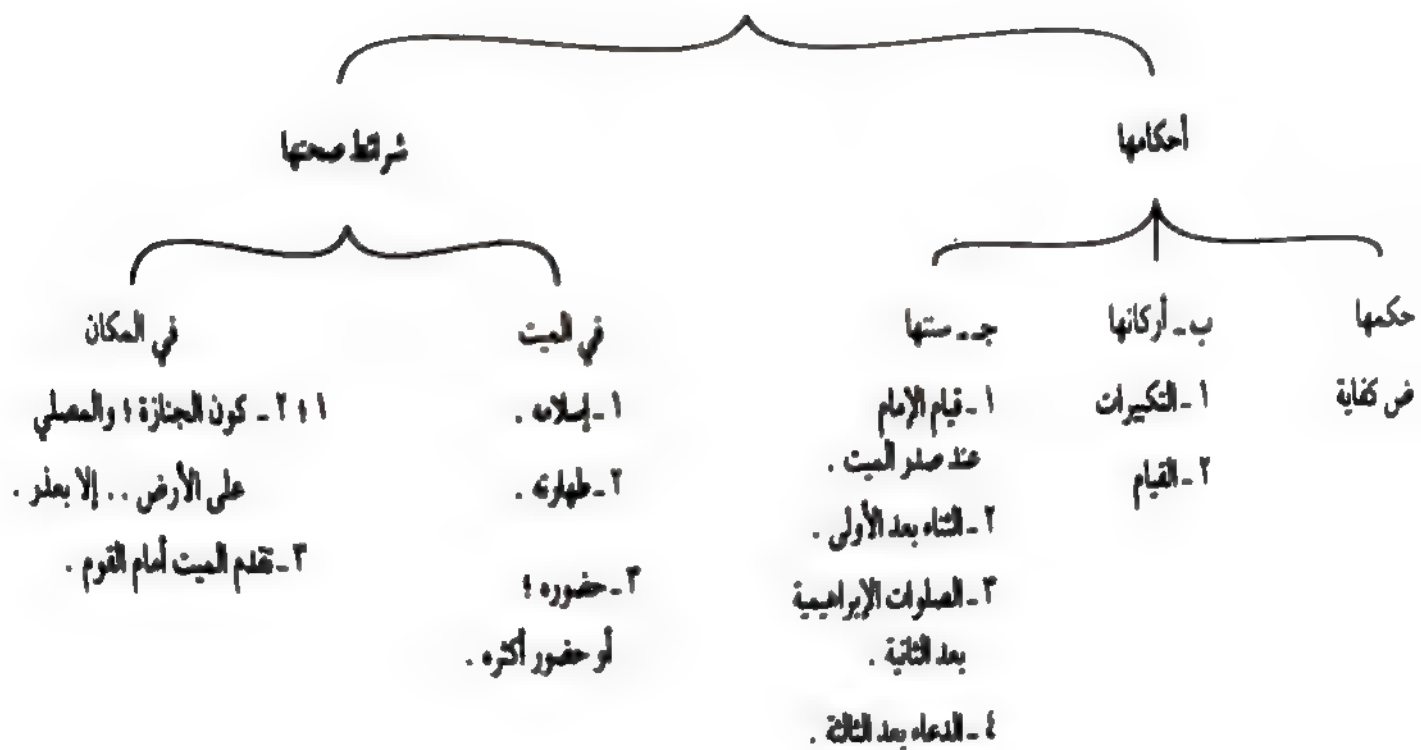 أحكامها
شرائط صحتها
حكمها
ض كفاية
ب - أركانها
١ - التكبيرات
٢ - القيام
جـ - سننها
١ - قيام الإمام
عند صدر الميت .
٢ - الثناء بعد الأولى .
٣ - الصلوات الإبراهيمية
بعد الثانية .
٤ - الدعاء بعد الثالثة .
في الميت
١ - إسلامه .
٢ - طهارته .
٣ - حضوره ؛
أو حضور أكثره .
في المكان
١ ؛ ٢ - كون الجنازة ؛ والمصلي
على الأرض .. إلا بعذر .
٣ - تقدم الميت أمام القوم .